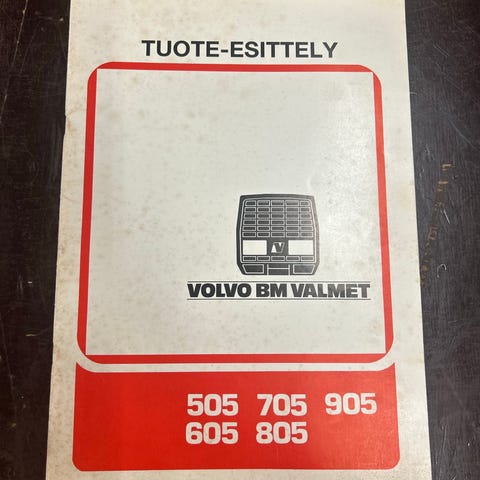 TUOTE-ESITTELY
V
VOLVO BM VALMET
505 705 905
605 805